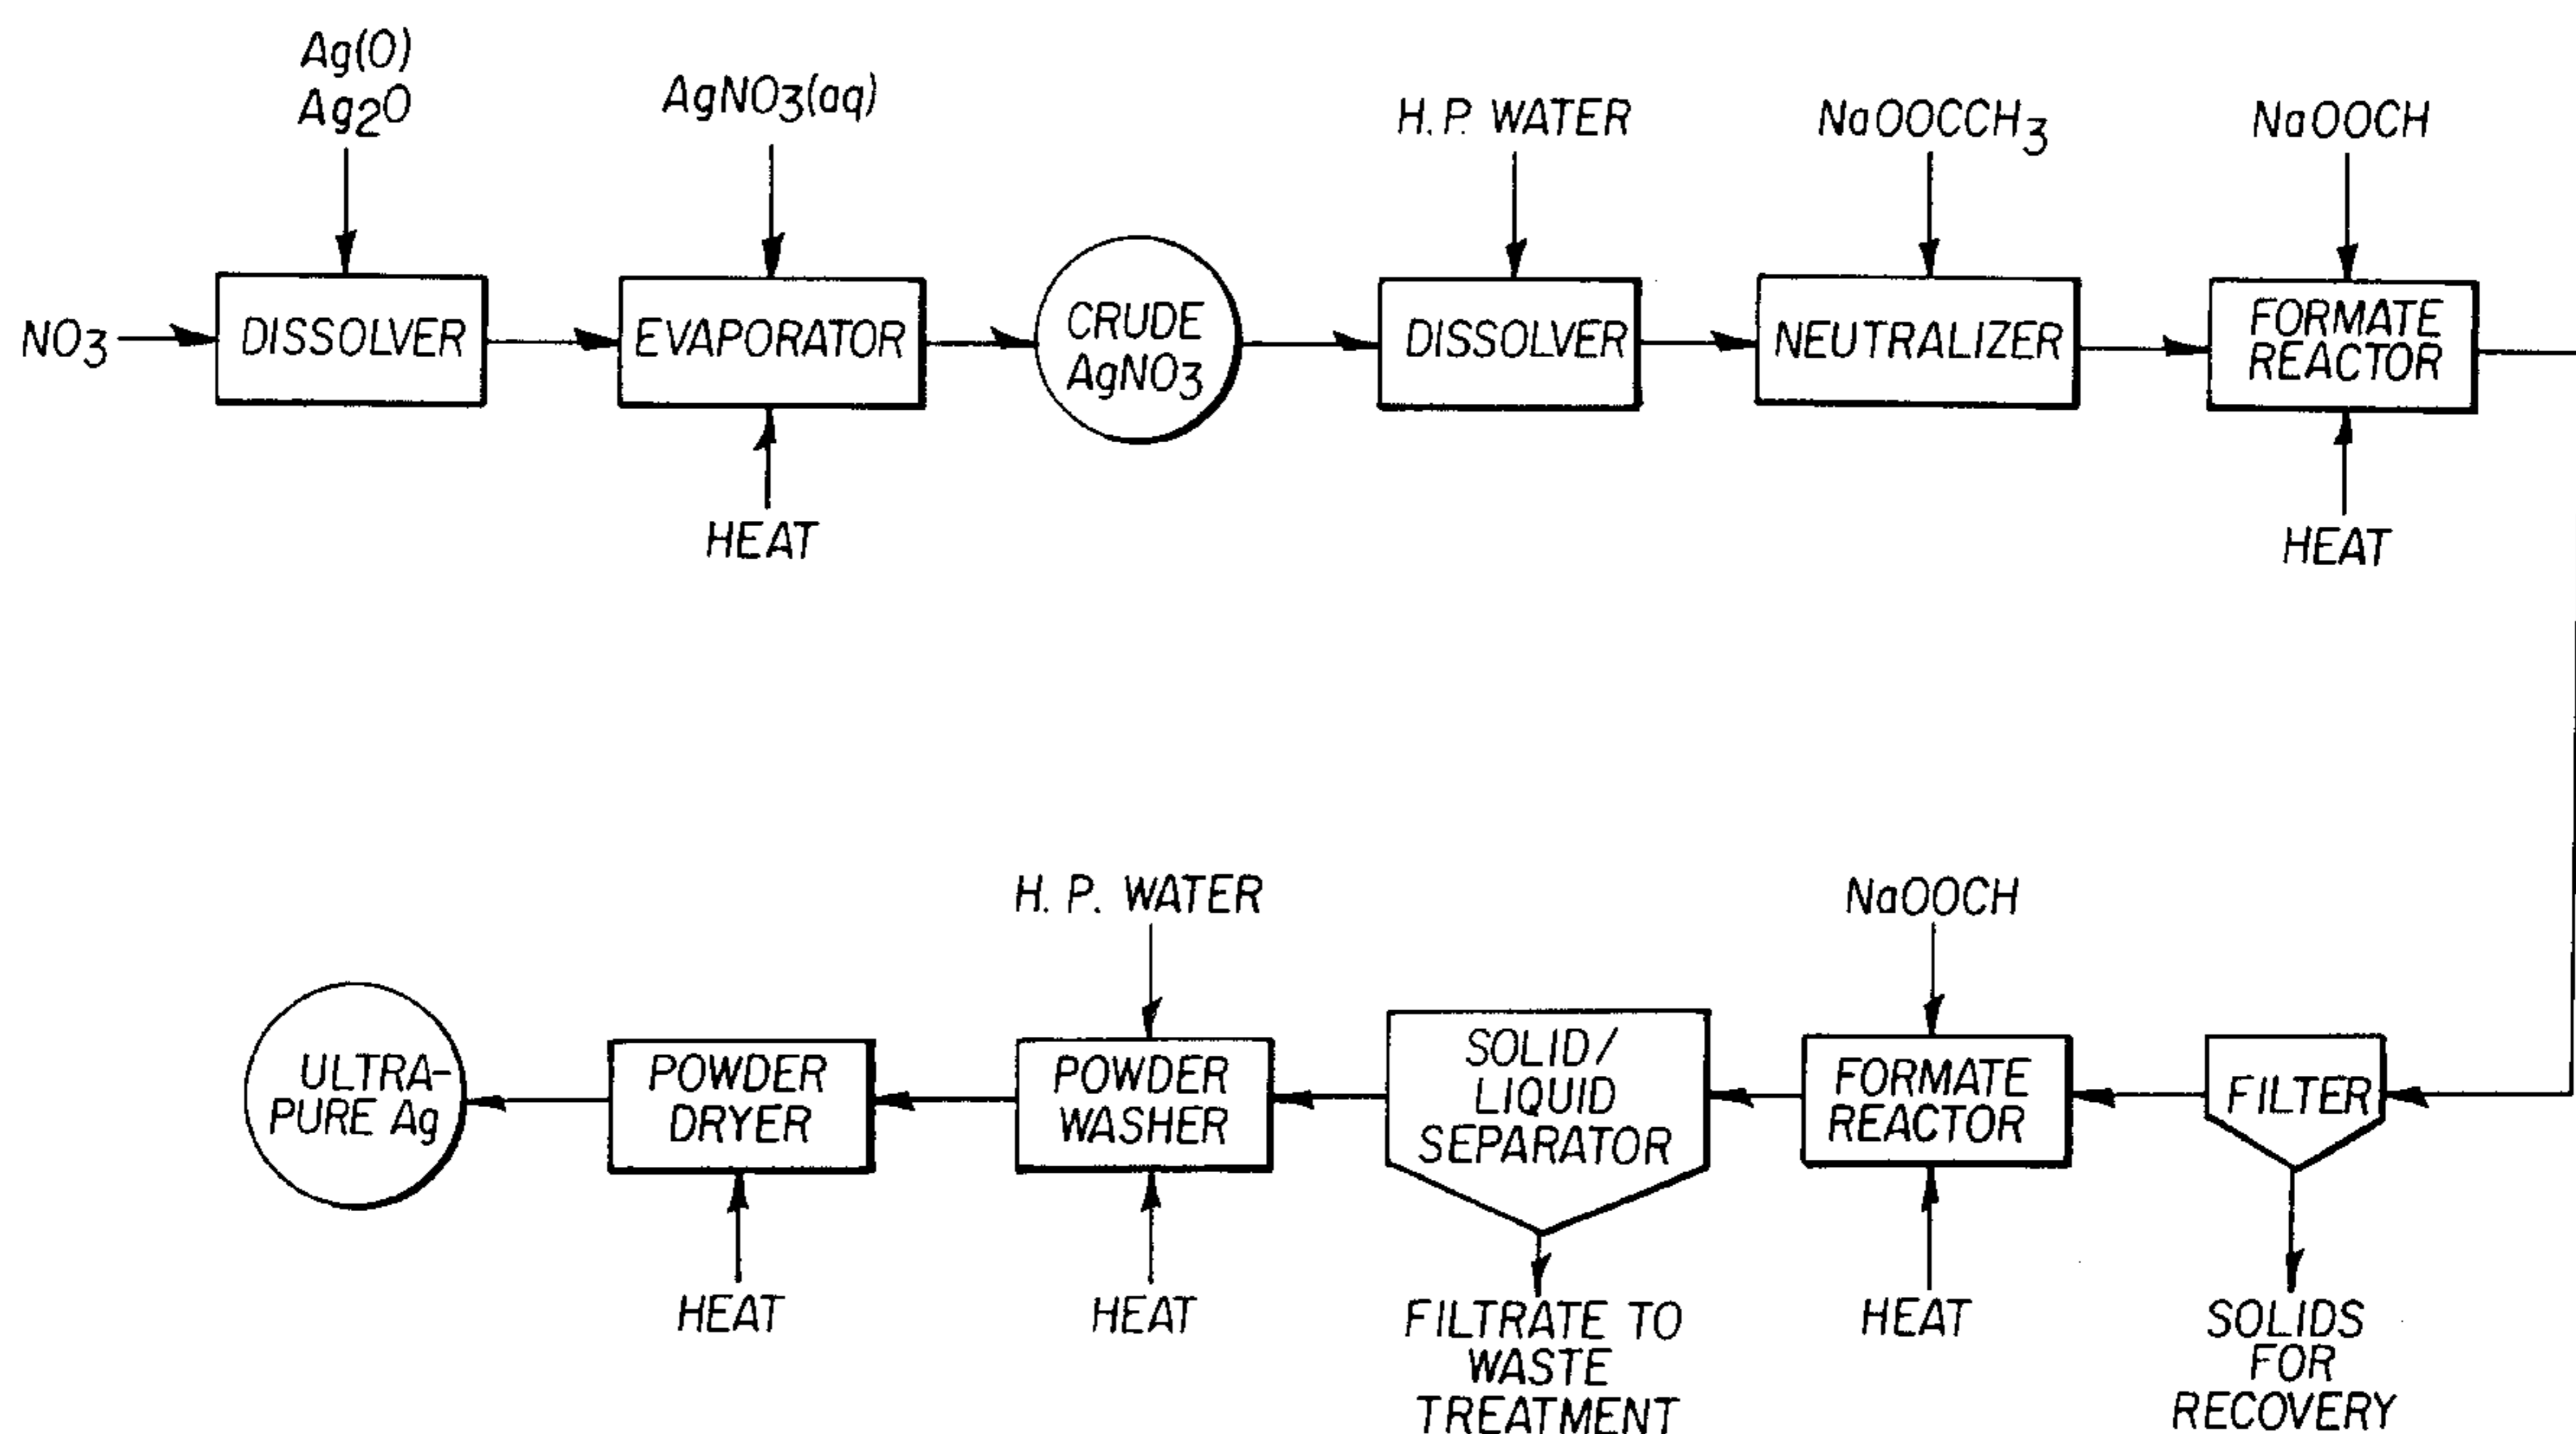 Ag(O)
Ag2O
AgNO3(aq)
H.P. WATER
NaOOCCH3
NaOOCH
NO3
DISSOLVER
EVAPORATOR
CRUDE
AgNO3
DISSOLVER
NEUTRALIZER
FORMATE
REACTOR
HEAT
HEAT
H. P. WATER
NaOOCH
ULTRA-
PURE Ag
POWDER
DRYER
POWDER
WASHER
SOLID/
LIQUID
SEPARATOR
FORMATE
REACTOR
FILTER
HEAT
HEAT
FILTRATE TO
WASTE
TREATMENT
HEAT
SOLIDS
FOR
RECOVERY